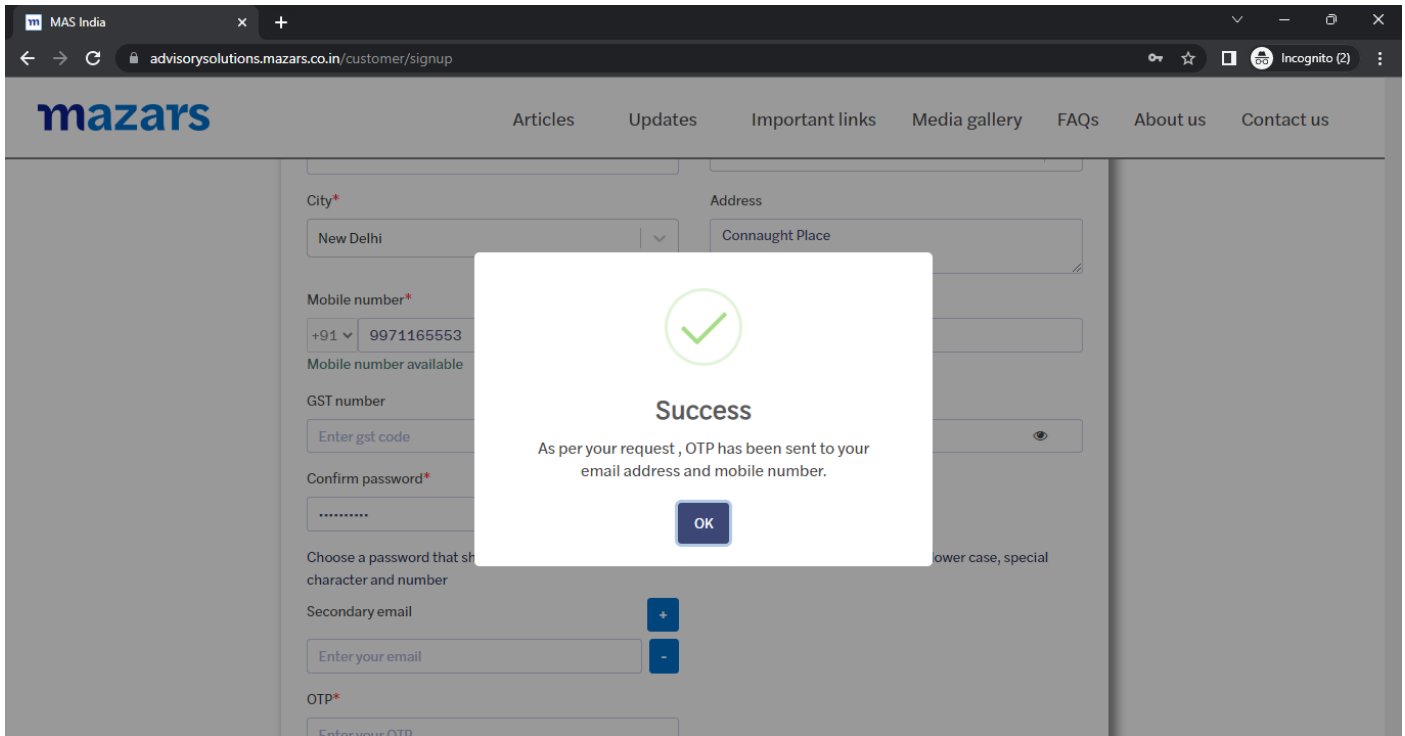 m MAS India
advisorysolutions.mazars.co.in/customer/signup
Incognito (2)
mazars
Articles Updates Important links Media gallery FAQs About us Contact us
City* Address
New Delhi Connaught Place
Mobile number*
+91 9971165553
Mobile number available
GST number
Enter gst code
Confirm password*
Success
As per your request , OTP has been sent to your
email address and mobile number.
OK
Choose a password that sh lower case, special
character and number
Secondary email +
Enter your email -
OTP*
Enter your OTP